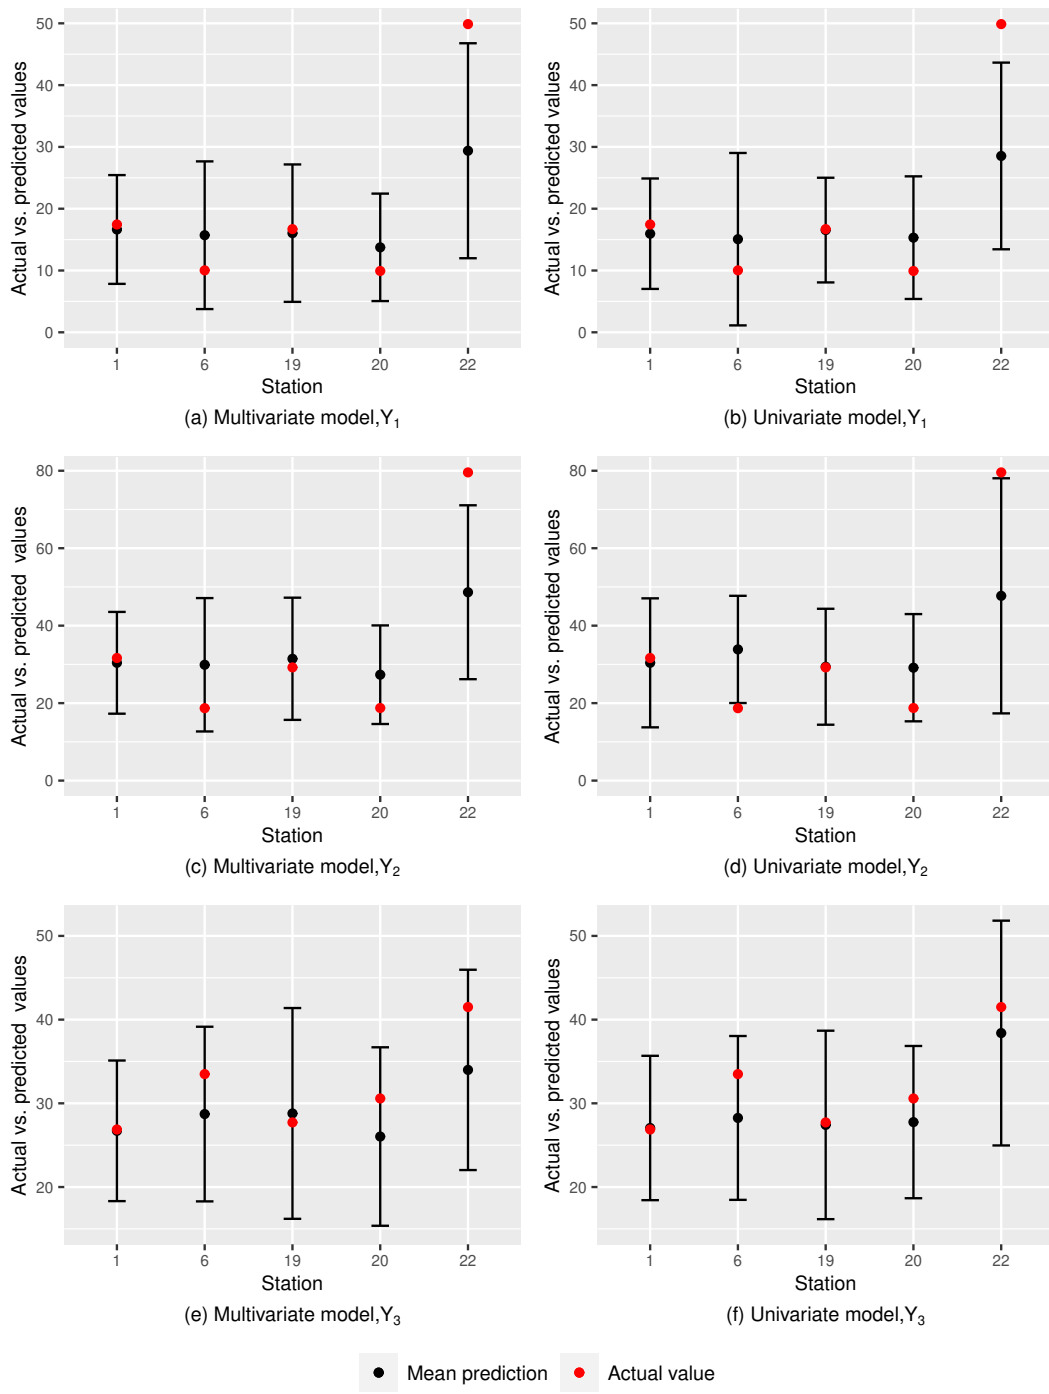 Actual vs. predicted values
50
40
30
20
10
0
1 6 19 20 22
Station
(a) Multivariate model,Y₁
Actual vs. predicted values
50
40
30
20
10
0
1 6 19 20 22
Station
(b) Univariate model,Y₁
Actual vs. predicted values
80
60
40
20
0
1 6 19 20 22
Station
(c) Multivariate model,Y₂
Actual vs. predicted values
80
60
40
20
0
1 6 19 20 22
Station
(d) Univariate model,Y₂
Actual vs. predicted values
50
40
30
20
1 6 19 20 22
Station
(e) Multivariate model,Y₃
Actual vs. predicted values
50
40
30
20
1 6 19 20 22
Station
(f) Univariate model,Y₃
Mean prediction Actual value